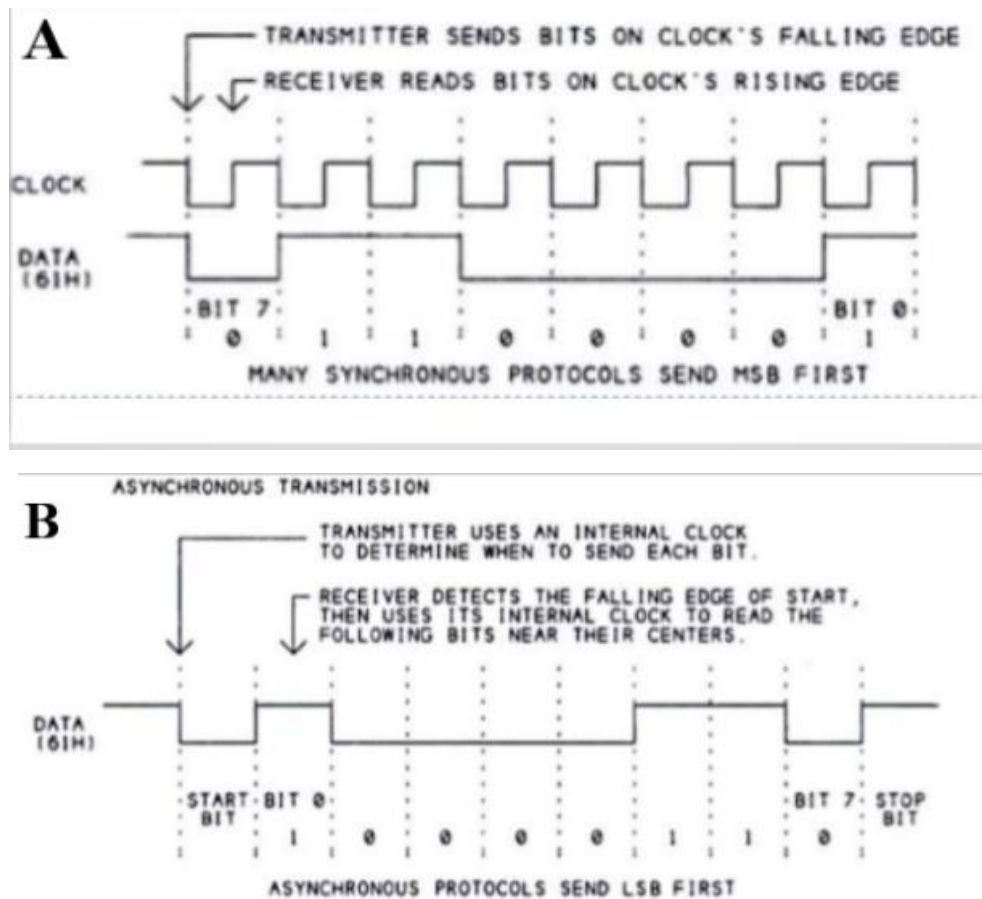 A
TRANSMITTER SENDS BITS ON CLOCK'S FALLING EDGE
RECEIVER READS BITS ON CLOCK'S RISING EDGE
CLOCK
DATA
(61H)
BIT 7 BIT 0
0 1 1 0 0 0 0 1
MANY SYNCHRONOUS PROTOCOLS SEND MSB FIRST
ASYNCHRONOUS TRANSMISSION
B
TRANSMITTER USES AN INTERNAL CLOCK
TO DETERMINE WHEN TO SEND EACH BIT.
RECEIVER DETECTS THE FALLING EDGE OF START,
THEN USES ITS INTERNAL CLOCK TO READ THE
FOLLOWING BITS NEAR THEIR CENTERS.
DATA
(61H)
START BIT 0 BIT 7 STOP
BIT BIT
1 0 0 0 0 1 1 0
ASYNCHRONOUS PROTOCOLS SEND LSB FIRST